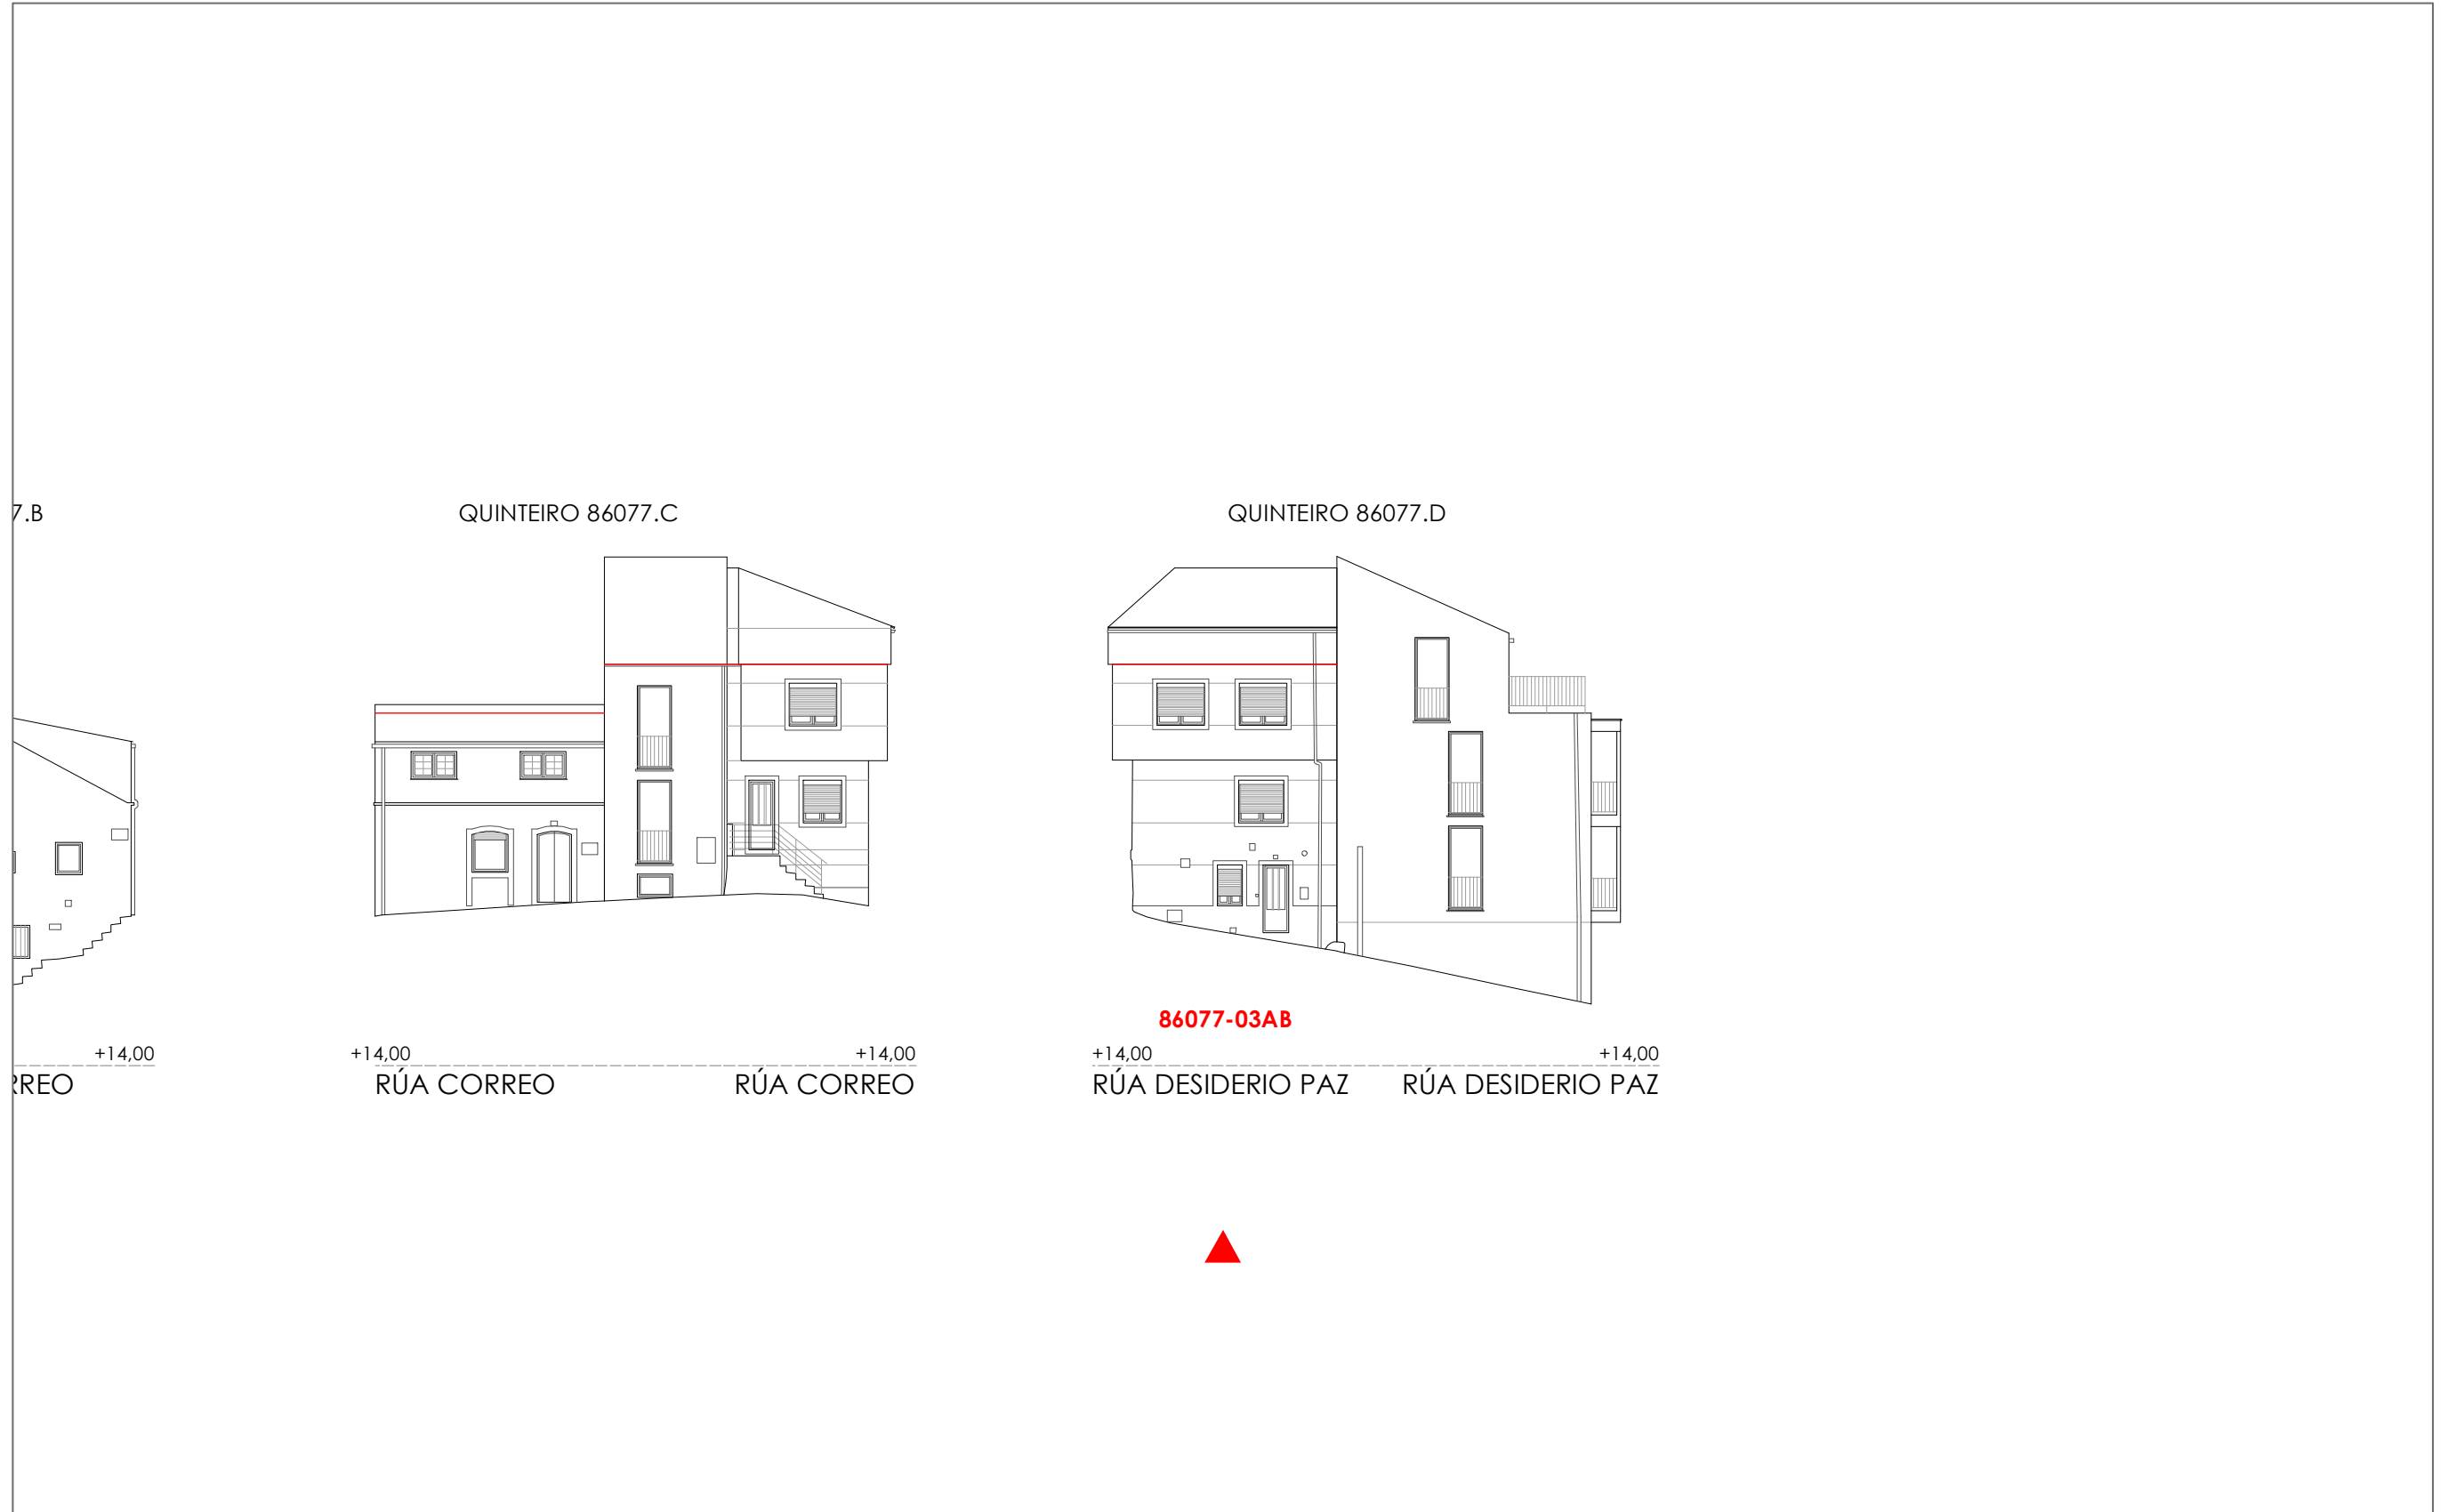 7.B
QUINTEIRO 86077.C
QUINTEIRO 86077.D
86077-03AB
+14,00
+14,00
+14,00
+14,00
+14,00
RREO
RÚA CORREO
RÚA CORREO
RÚA DESIDERIO PAZ
RÚA DESIDERIO PAZ